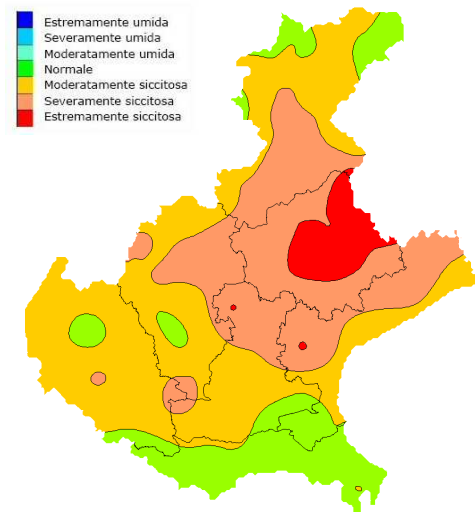 Estremamente umida
Severamente umida
Moderatamente umida
Normale
Moderatamente siccitosa
Severamente siccitosa
Estremamente siccitosa